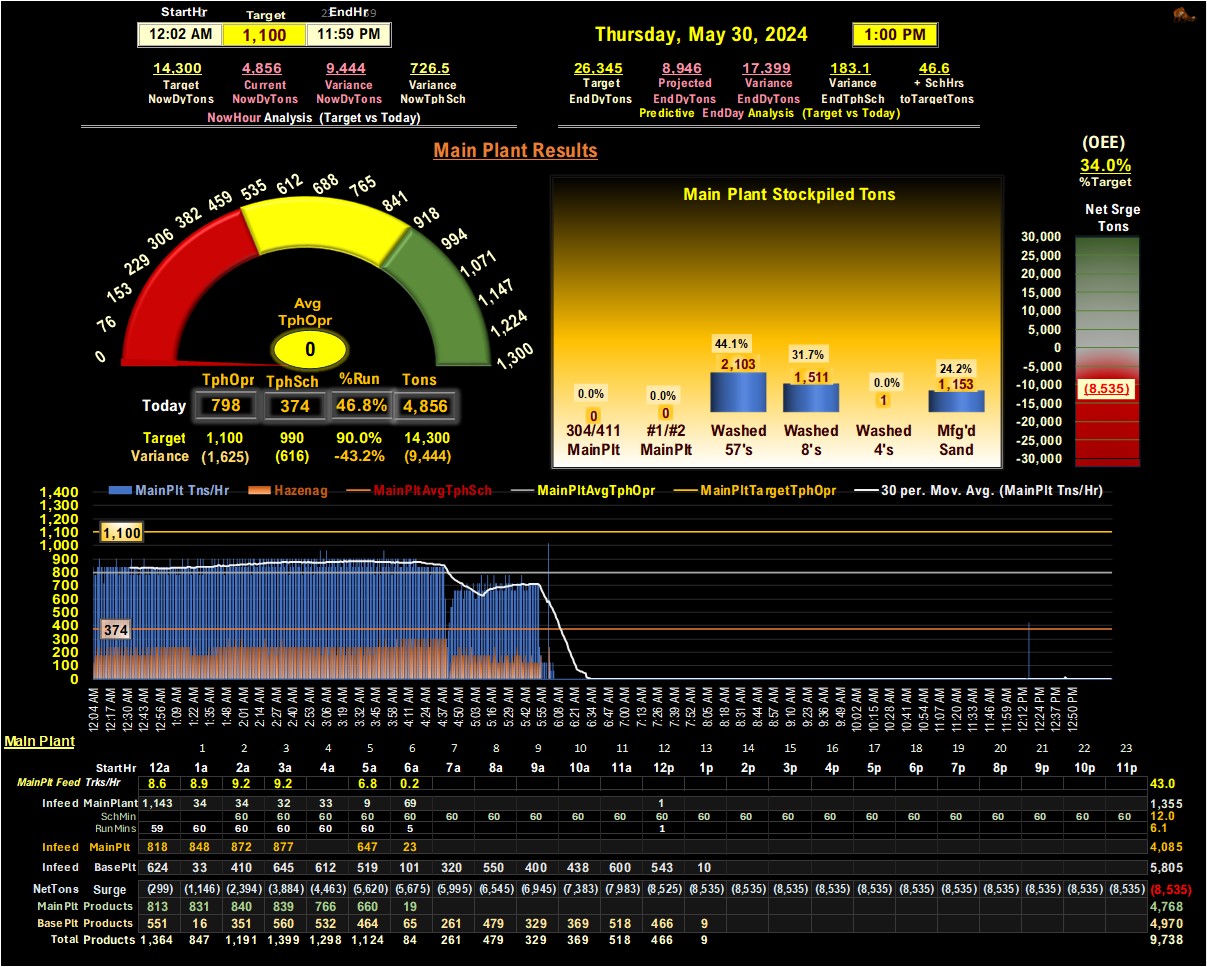 StartHr Target EndHr
12:02 AM 1,100 11:59 PM
Thursday, May 30, 2024 1:00 PM
14,300 4,856 9,444 726.5
Target Current Variance Variance
NowDyTons NowDyTons NowDyTons NowTphSch
NowHour Analysis (Target vs Today)
26,345 8,946 17,399 183.1 46.6
Target Projected Variance Variance + SchHrs
EndDyTons EndDyTons EndDyTons EndTphSch toTargetTons
Predictive EndDay Analysis (Target vs Today)
Main Plant Results
(OEE)
34.0%
%Target
Net Srge
Tons
30,000
25,000
20,000
15,000
10,000
5,000
0
-5,000
-10,000
-15,000
-20,000
-25,000
-30,000
(8,535)
0 76 153 229 306 382 459 535 612 688 765 841 918 994 1,071 1,147 1,224 1,300
Avg
TphOpr
0
TphOpr TphSch %Run Tons
Today 798 374 46.8% 4,856
Target 1,100 990 90.0% 14,300
Variance (1,625) (616) -43.2% (9,444)
Main Plant Stockpiled Tons
0.0% 0.0% 44.1% 31.7% 0.0% 24.2%
0 0 2,103 1,511 1 1,153
304/411 #1/#2 Washed Washed Washed Mfg'd
MainPlt MainPlt 57's 8's 4's Sand
MainPlt Tns/Hr Hazenag MainPltAvgTphSch MainPltAvgTphOpr MainPltTargetTphOpr 30 per. Mov. Avg. (MainPlt Tns/Hr)
1,400
1,300
1,200
1,100
1,000
900
800
700
600
500
400
300
200
100
0
1,100
374
12:04 AM 12:17 AM 12:30 AM 12:43 AM 12:56 AM 1:09 AM 1:22 AM 1:35 AM 1:48 AM 2:01 AM 2:14 AM 2:27 AM 2:40 AM 2:53 AM 3:06 AM 3:19 AM 3:32 AM 3:45 AM 3:58 AM 4:11 AM 4:24 AM 4:37 AM 4:50 AM 5:03 AM 5:16 AM 5:29 AM 5:42 AM 5:55 AM 6:08 AM 6:21 AM 6:34 AM 6:47 AM 7:00 AM 7:13 AM 7:26 AM 7:39 AM 7:52 AM 8:05 AM 8:18 AM 8:31 AM 8:44 AM 8:57 AM 9:10 AM 9:23 AM 9:36 AM 9:49 AM 10:02 AM 10:15 AM 10:28 AM 10:41 AM 10:54 AM 11:07 AM 11:20 AM 11:33 AM 11:46 AM 11:59 AM 12:12 PM 12:24 PM 12:37 PM 12:50 PM
Main Plant
1 2 3 4 5 6 7 8 9 10 11 12 13 14 15 16 17 18 19 20 21 22 23
StartHr 12a 1a 2a 3a 4a 5a 6a 7a 8a 9a 10a 11a 12p 1p 2p 3p 4p 5p 6p 7p 8p 9p 10p 11p
MainPlt Feed Trks/Hr 8.6 8.9 9.2 9.2 6.8 0.2 43.0
Infeed MainPlant 1,143 34 34 32 33 9 69 1 1,355
SchMin 60 60 60 60 60 60 60 60 60 60 60 60 60 60 60 60 60 60 60 60 60 60 12.0
RunMins 59 60 60 60 60 60 5 1 6.1
Infeed MainPlt 818 848 872 877 647 23 4,085
Infeed BasePlt 624 33 410 645 612 519 101 320 550 400 438 600 543 10 5,805
NetTons Surge (299) (1,146) (2,394) (3,884) (4,463) (5,620) (5,675) (5,995) (6,545) (6,945) (7,383) (7,983) (8,525) (8,535) (8,535) (8,535) (8,535) (8,535) (8,535) (8,535) (8,535) (8,535) (8,535) (8,535) (8,535)
MainPlt Products 813 831 840 839 766 660 19 4,768
BasePlt Products 551 16 351 560 532 464 65 261 479 329 369 518 466 9 4,970
Total Products 1,364 847 1,191 1,399 1,298 1,124 84 261 479 329 369 518 466 9 9,738